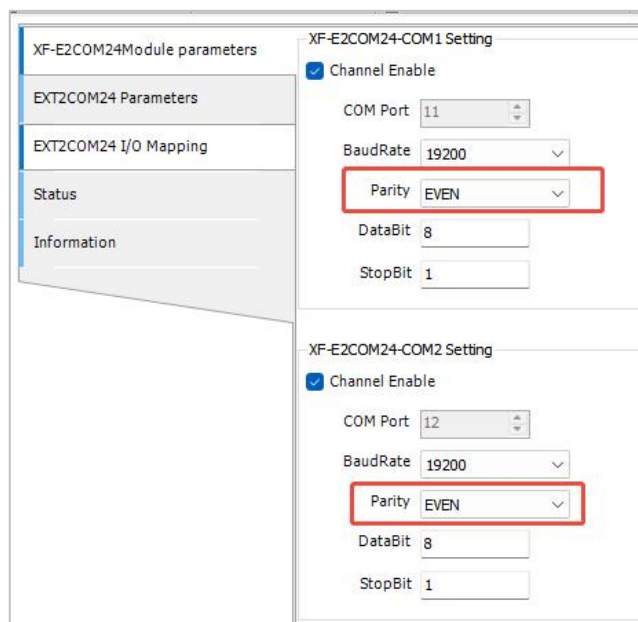 XF-E2COM24Module parameters
EXT2COM24 Parameters
EXT2COM24 I/O Mapping
Status
Information
XF-E2COM24-COM1 Setting
Channel Enable
COM Port 11
BaudRate 19200
Parity EVEN
DataBit 8
StopBit 1
XF-E2COM24-COM2 Setting
Channel Enable
COM Port 12
BaudRate 19200
Parity EVEN
DataBit 8
StopBit 1